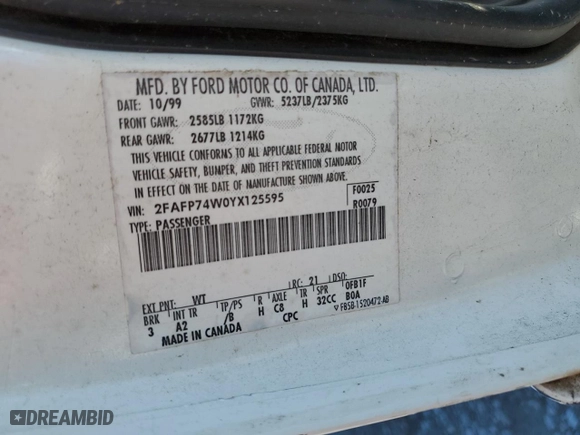 MFD. BY FORD MOTOR CO. OF CANADA, LTD.
DATE: 10/99 GVWR: 5237LB/2375KG
FRONT GAWR: 2585LB 1172KG
REAR GAWR: 2677LB 1214KG
THIS VEHICLE CONFORMS TO ALL APPLICABLE FEDERAL MOTOR
VEHICLE SAFETY, BUMPER, AND THEFT PREVENTION STANDARDS
IN EFFECT ON THE DATE OF MANUFACTURE SHOWN ABOVE.
VIN: 2FAFP74W0YX125595 F0025
TYPE: PASSENGER R0079
EXT PNT: WT RC: 21 DSO:
BRK INT TR TP/PS R AXLE TR SPR 0FB1F
3 A2 /B H C8 H 32CC B0A
MADE IN CANADA CPC F85B-1520472-AB
DREAMBID